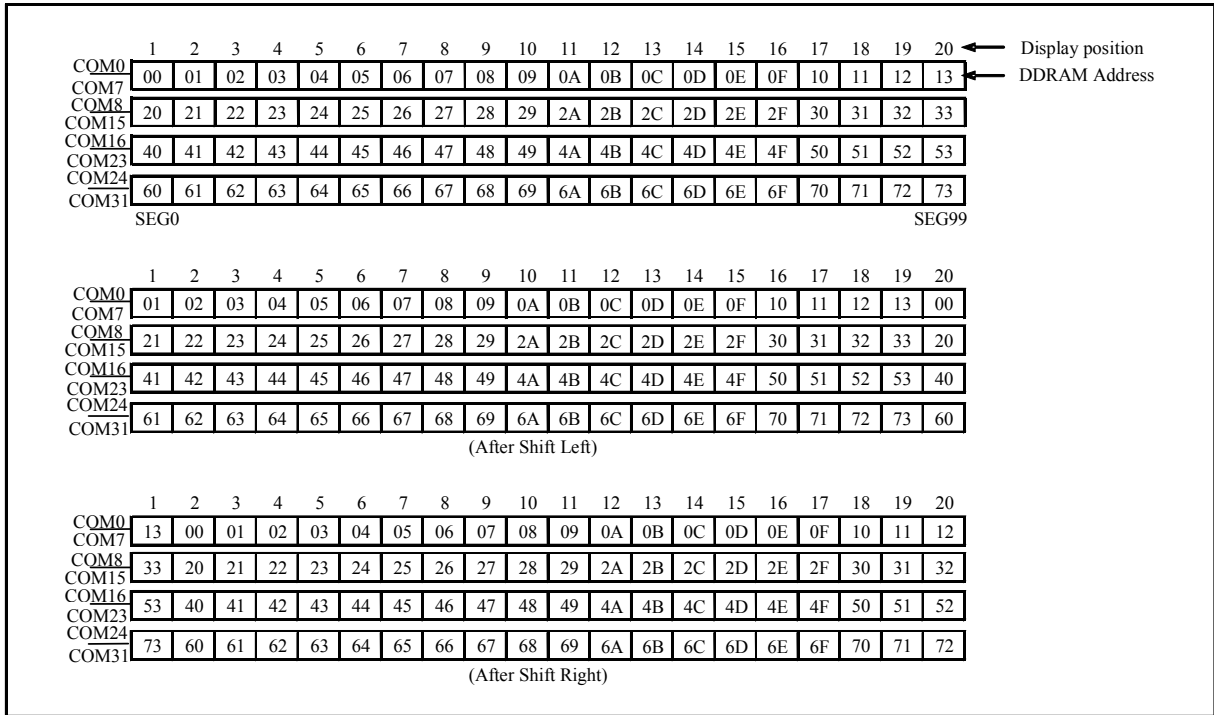 1 2 3 4 5 6 7 8 9 10 11 12 13 14 15 16 17 18 19 20 Display position
COM0
COM7
00 01 02 03 04 05 06 07 08 09 0A 0B 0C 0D 0E 0F 10 11 12 13 DDRAM Address
COM8
COM15
20 21 22 23 24 25 26 27 28 29 2A 2B 2C 2D 2E 2F 30 31 32 33
COM16
COM23
40 41 42 43 44 45 46 47 48 49 4A 4B 4C 4D 4E 4F 50 51 52 53
COM24
COM31
60 61 62 63 64 65 66 67 68 69 6A 6B 6C 6D 6E 6F 70 71 72 73
SEG0 SEG99
1 2 3 4 5 6 7 8 9 10 11 12 13 14 15 16 17 18 19 20
COM0
COM7
01 02 03 04 05 06 07 08 09 0A 0B 0C 0D 0E 0F 10 11 12 13 00
COM8
COM15
21 22 23 24 25 26 27 28 29 2A 2B 2C 2D 2E 2F 30 31 32 33 20
COM16
COM23
41 42 43 44 45 46 47 48 49 4A 4B 4C 4D 4E 4F 50 51 52 53 40
COM24
COM31
61 62 63 64 65 66 67 68 69 6A 6B 6C 6D 6E 6F 70 71 72 73 60
(After Shift Left)
1 2 3 4 5 6 7 8 9 10 11 12 13 14 15 16 17 18 19 20
COM0
COM7
13 00 01 02 03 04 05 06 07 08 09 0A 0B 0C 0D 0E 0F 10 11 12
COM8
COM15
33 20 21 22 23 24 25 26 27 28 29 2A 2B 2C 2D 2E 2F 30 31 32
COM16
COM23
53 40 41 42 43 44 45 46 47 48 49 4A 4B 4C 4D 4E 4F 50 51 52
COM24
COM31
73 60 61 62 63 64 65 66 67 68 69 6A 6B 6C 6D 6E 6F 70 71 72
(After Shift Right)